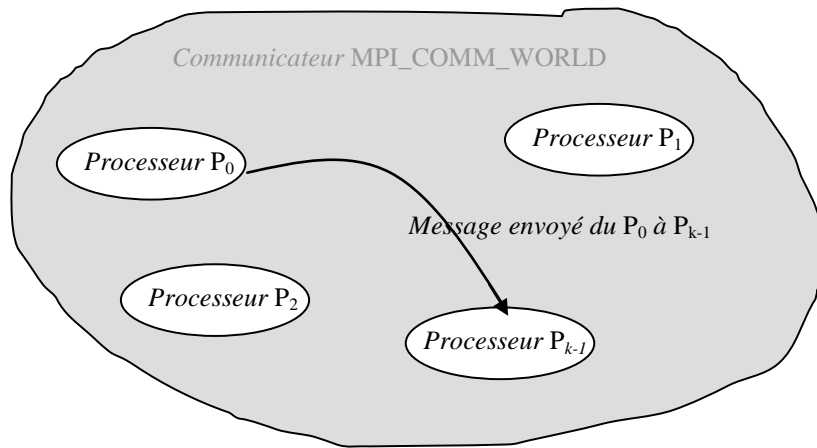 Communicateur MPI_COMM_WORLD
Processeur P1
Processeur P0
Message envoyé du P0 à Pk-1
Processeur P2
Processeur Pk-1